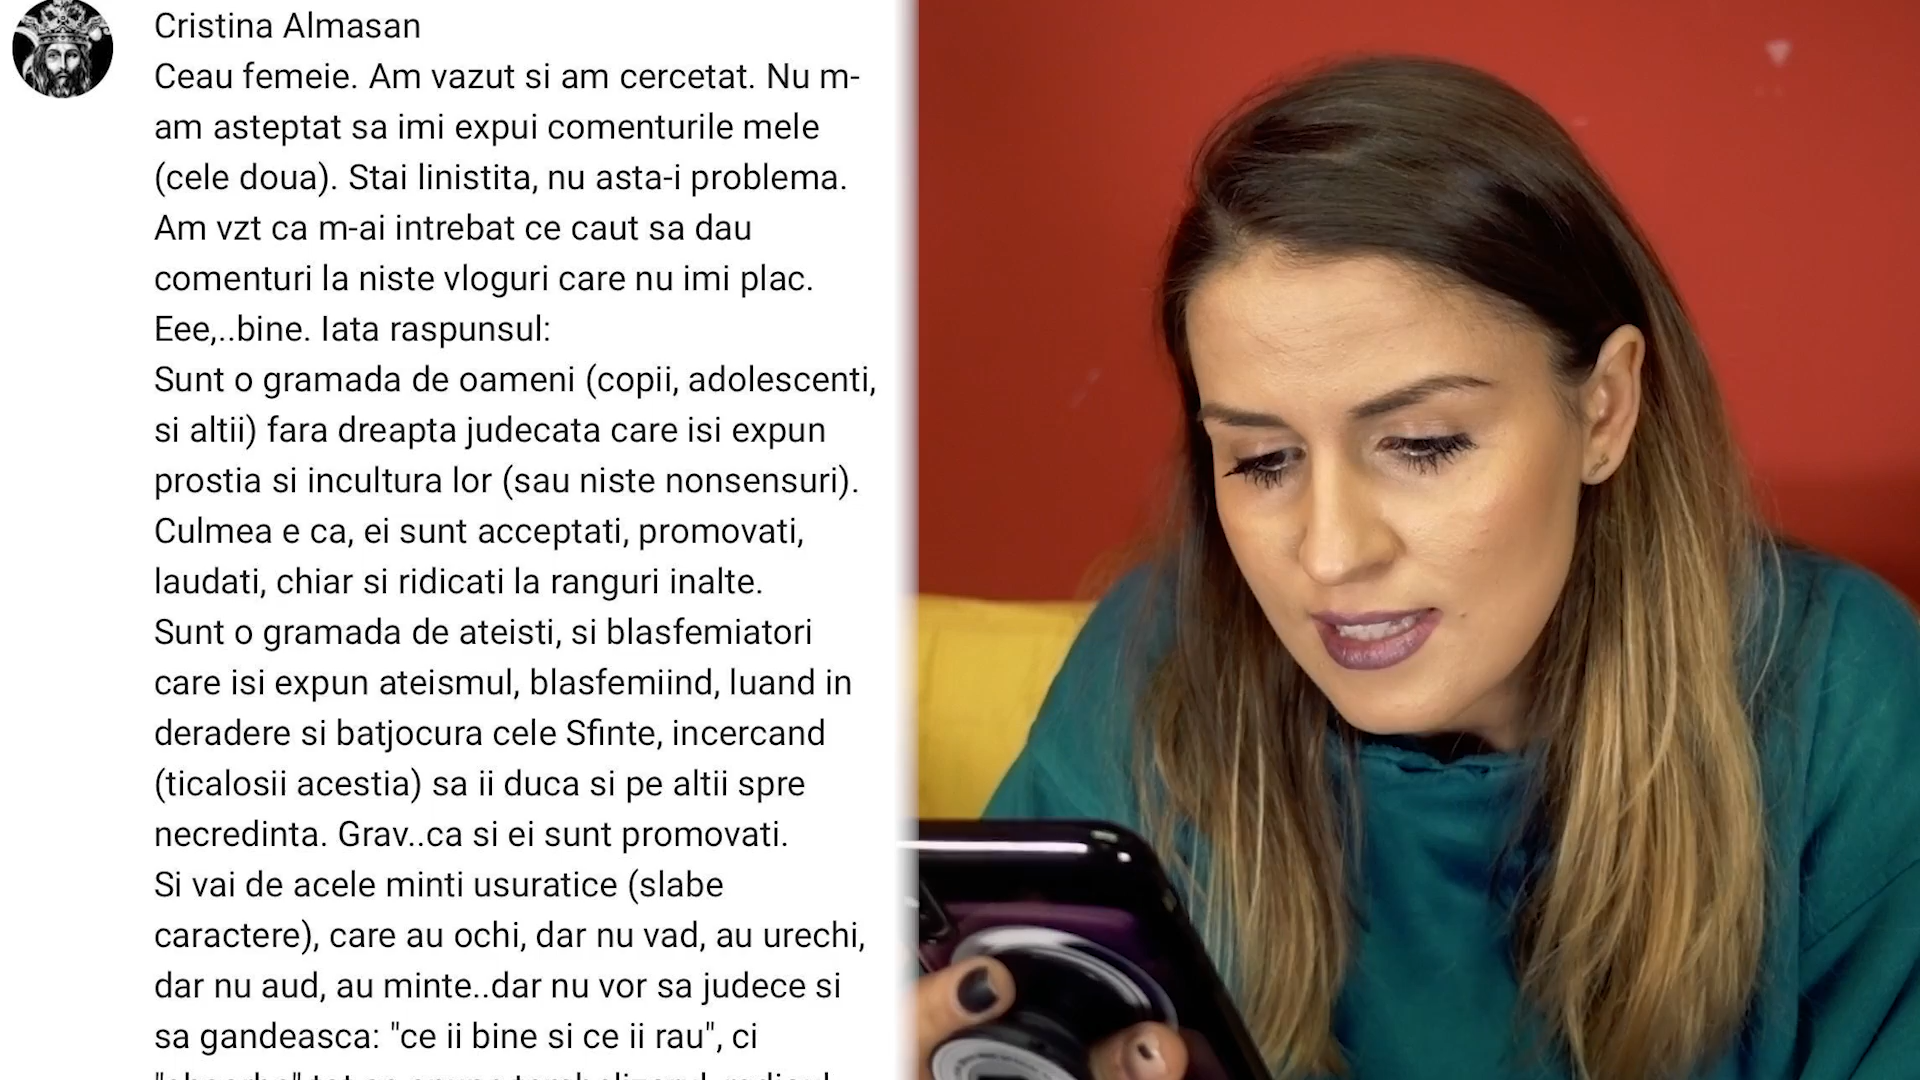 Cristina Almasan
Ceau femeie. Am vazut si am cercetat. Nu m-
am asteptat sa imi expui comenturile mele
(cele doua). Stai linistita, nu asta-i problema.
Am vzt ca m-ai intrebat ce caut sa dau
comenturi la niste vloguri care nu imi plac.
Eee,..bine. Iata raspunsul:
Sunt o gramada de oameni (copii, adolescenti,
si altii) fara dreapta judecata care isi expun
prostia si incultura lor (sau niste nonsensuri).
Culmea e ca, ei sunt acceptati, promovati,
laudati, chiar si ridicati la ranguri inalte.
Sunt o gramada de ateisti, si blasfemiatori
care isi expun ateismul, blasfemiind, luand in
deradere si batjocura cele Sfinte, incercand
(ticalosii acestia) sa ii duca si pe altii spre
necredinta. Grav..ca si ei sunt promovati.
Si vai de acele minti usuratice (slabe
caractere), care au ochi, dar nu vad, au urechi,
dar nu aud, au minte..dar nu vor sa judece si
sa gandeasca: "ce ii bine si ce ii rau", ci